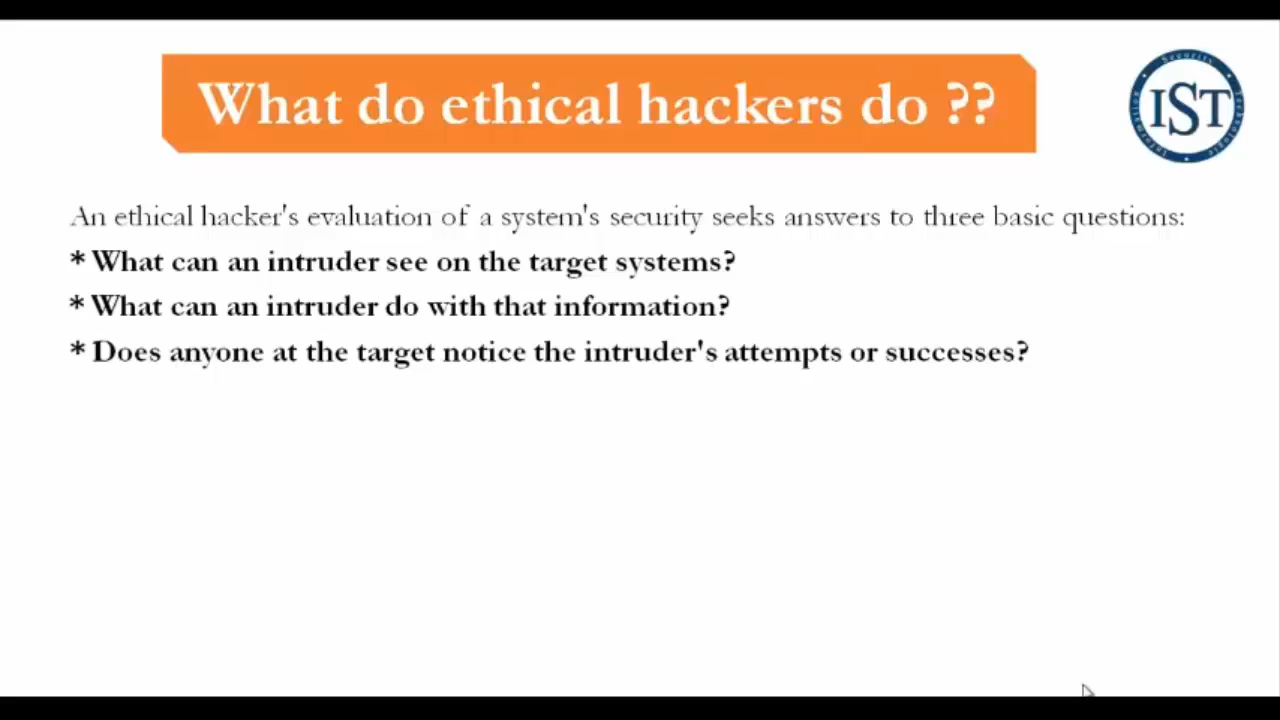 What do ethical hackers do ??
IST
Information Security
An ethical hacker's evaluation of a system's security seeks answers to three basic questions:
* What can an intruder see on the target systems?
* What can an intruder do with that information?
* Does anyone at the target notice the intruder's attempts or successes?